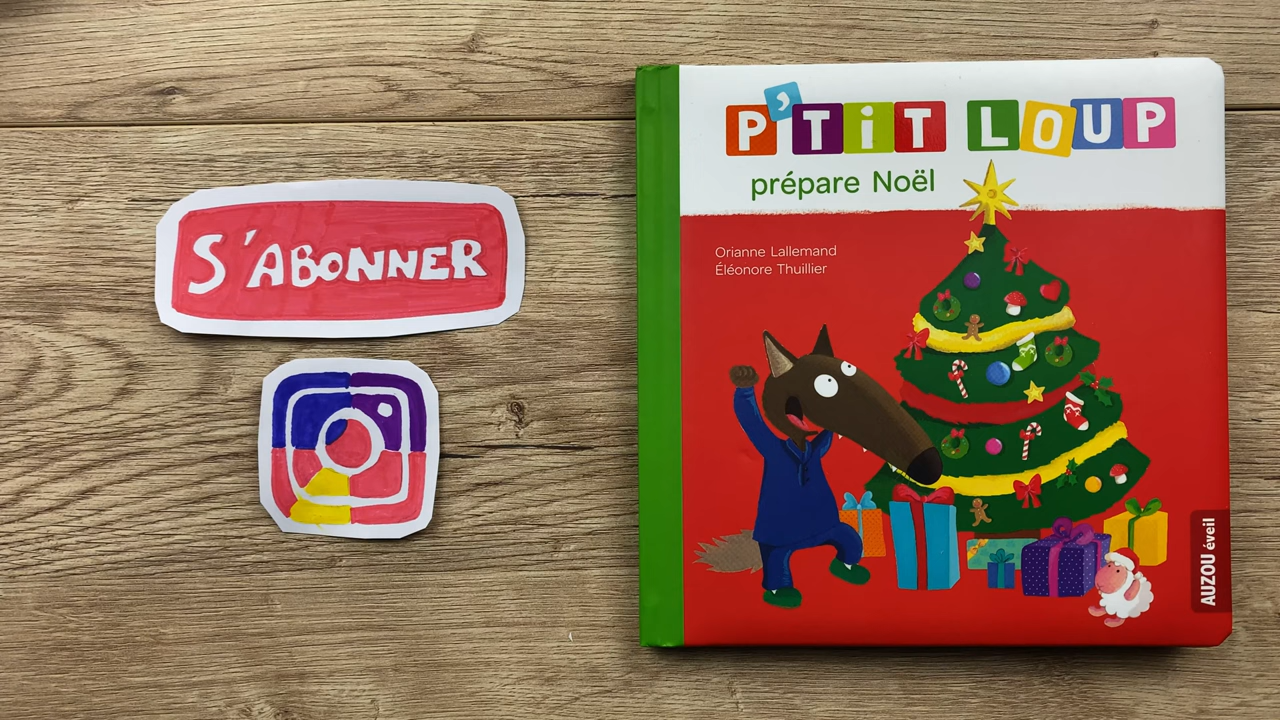 S'ABONNER
P'TiT LOUP
prépare Noël
Orianne Lallemand
Éléonore Thuillier
AUZOU éveil